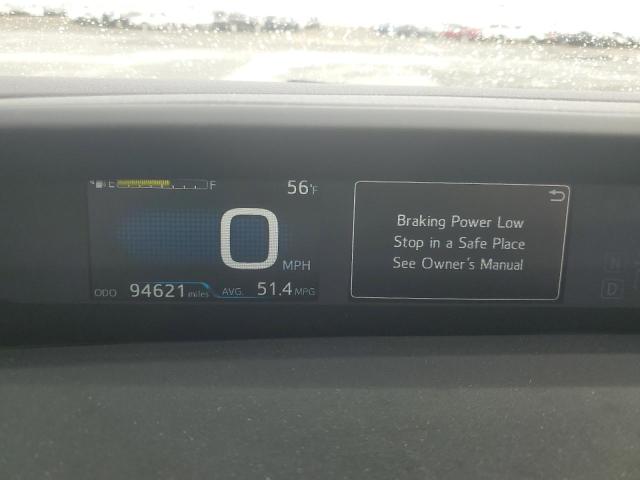 E F 56°F
0 MPH
ODO 94621 miles AVG. 51.4 MPG
Braking Power Low
Stop in a Safe Place
See Owner's Manual
N
D